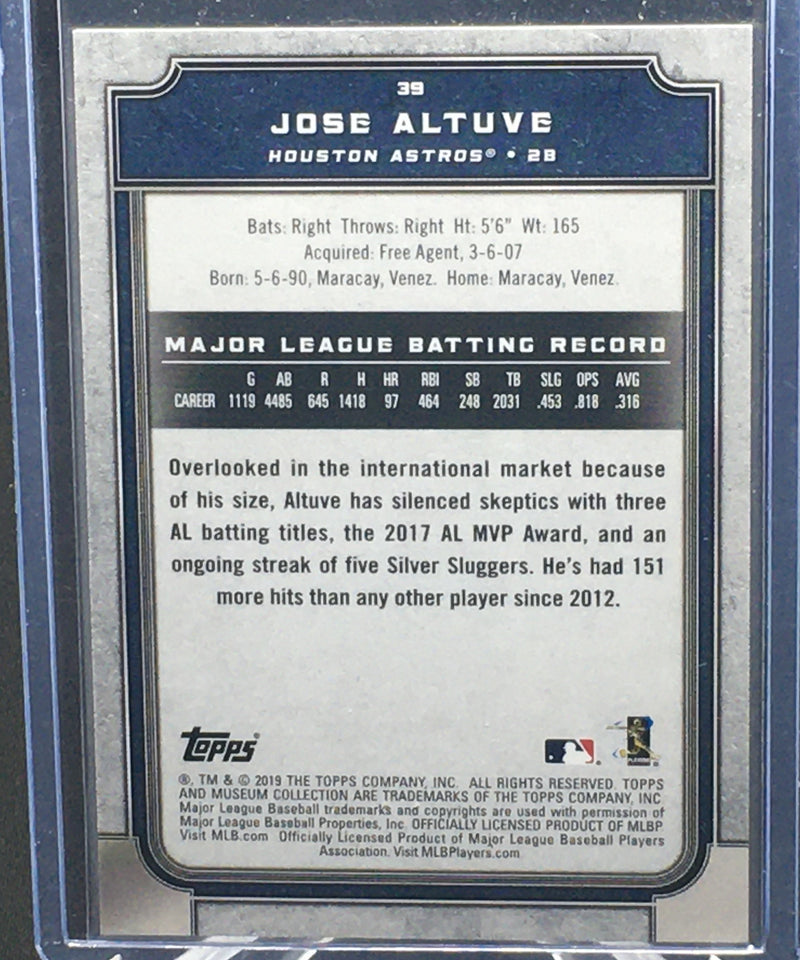 39
JOSE ALTUVE
HOUSTON ASTROS® • 2B
Bats: Right Throws: Right Ht: 5'6" Wt: 165
Acquired: Free Agent, 3-6-07
Born: 5-6-90, Maracay, Venez. Home: Maracay, Venez.
MAJOR LEAGUE BATTING RECORD
G AB R H HR RBI SB TB SLG OPS AVG
CAREER 1119 4485 645 1418 97 464 248 2031 .453 .818 .316
Overlooked in the international market because
of his size, Altuve has silenced skeptics with three
AL batting titles, the 2017 AL MVP Award, and an
ongoing streak of five Silver Sluggers. He's had 151
more hits than any other player since 2012.
Topps®
®, TM & © 2019 THE TOPPS COMPANY, INC. ALL RIGHTS RESERVED. TOPPS
AND MUSEUM COLLECTION ARE TRADEMARKS OF THE TOPPS COMPANY, INC
Major League Baseball trademarks and copyrights are used with permission of
Major League Baseball Properties, Inc. OFFICIALLY LICENSED PRODUCT OF MLBP
Visit MLB.com Officially Licensed Product of Major League Baseball Players
Association. Visit MLBPlayers.com